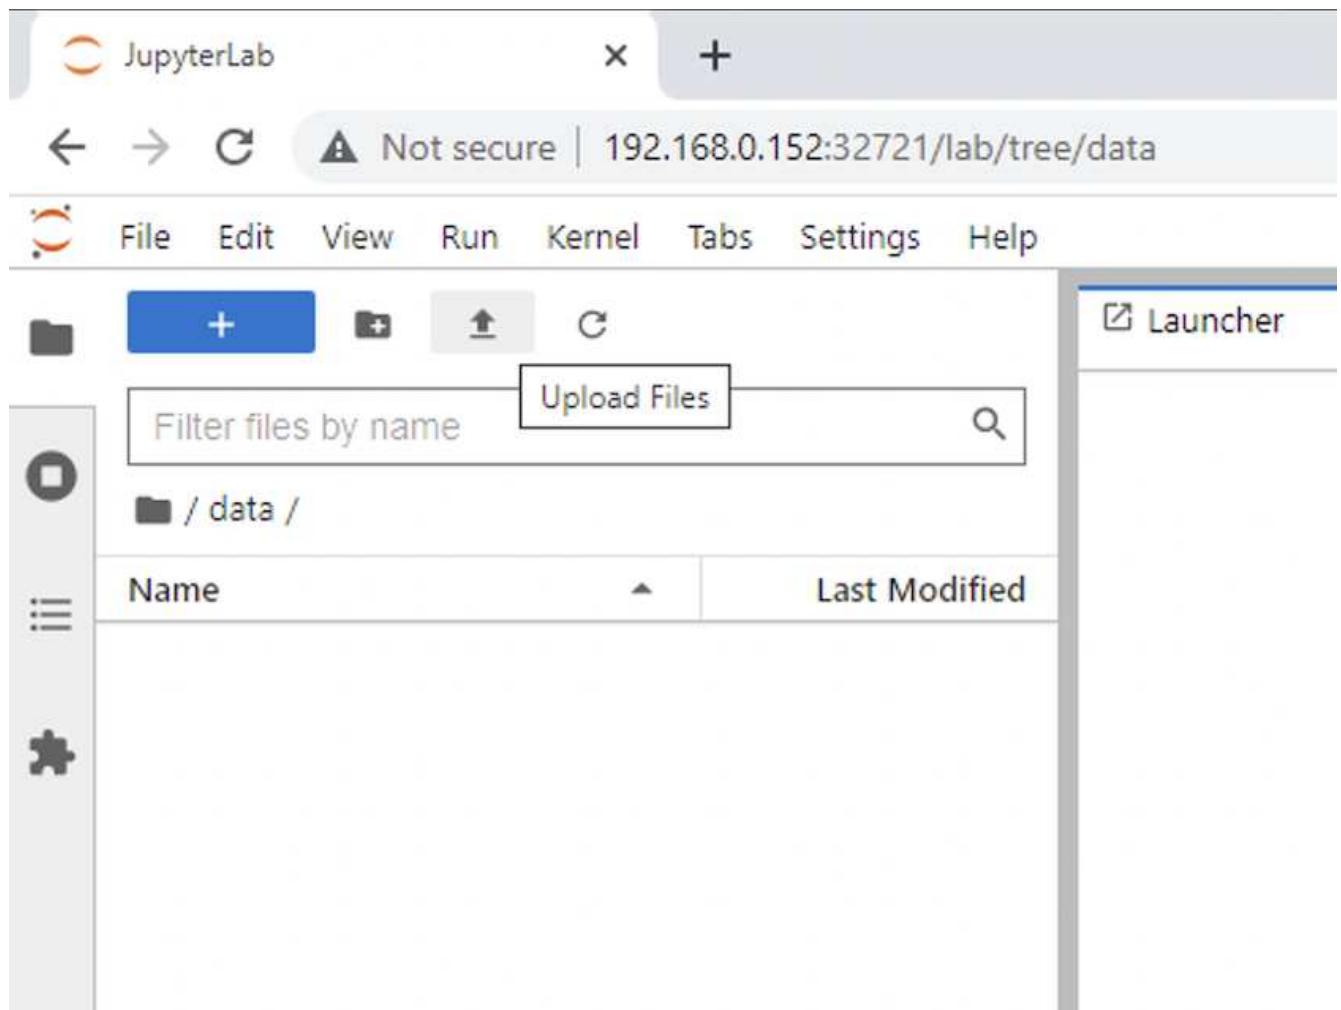 JupyterLab
Not secure | 192.168.0.152:32721/lab/tree/data
File Edit View Run Kernel Tabs Settings Help
Launcher
Upload Files
Filter files by name
/ data /
Name Last Modified